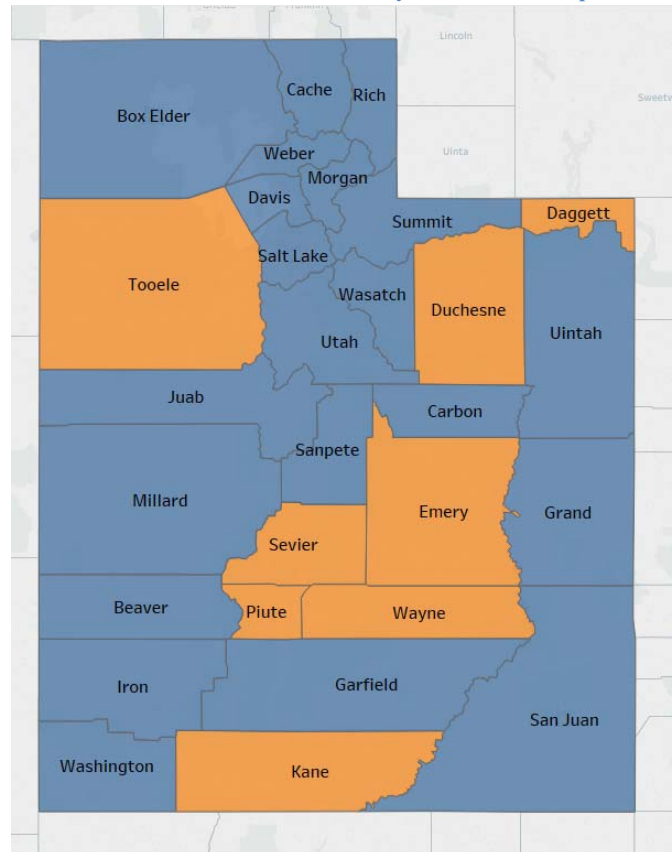 Lincoln
Cache
Rich
Sweetw
Box Elder
Weber
Uinta
Morgan
Davis
Daggett
Summit
Salt Lake
Tooele
Wasatch
Duchesne
Uintah
Utah
Juab
Carbon
Sanpete
Millard
Emery
Grand
Sevier
Beaver
Piute
Wayne
Iron
Garfield
San Juan
Washington
Kane